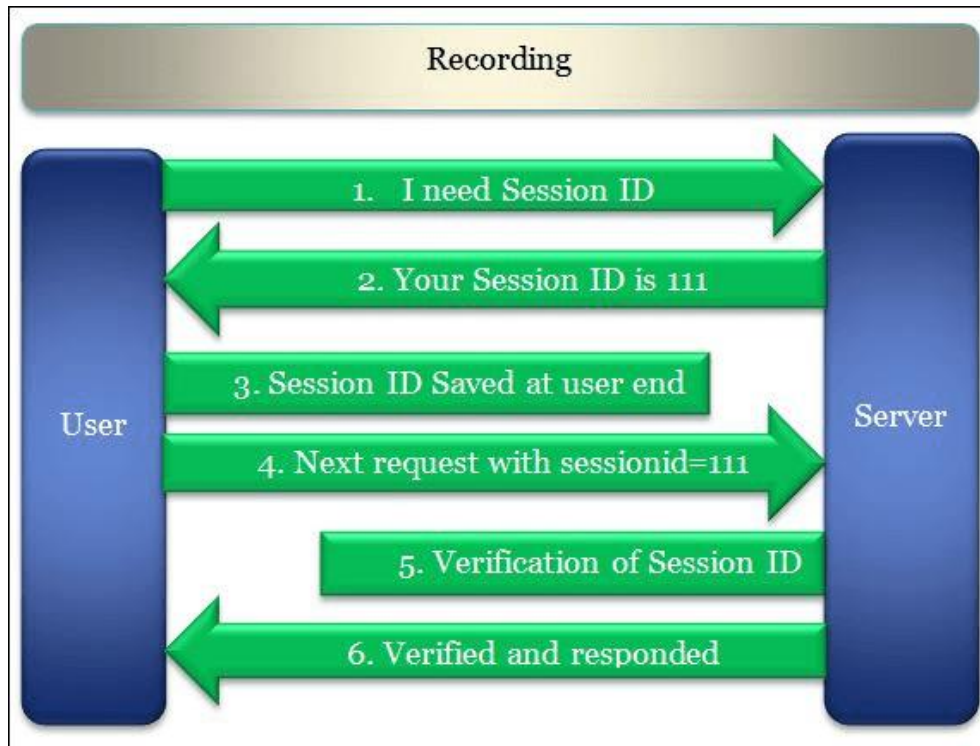 Recording
1. I need Session ID
2. Your Session ID is 111
3. Session ID Saved at user end
User
Server
4. Next request with sessionid=111
5. Verification of Session ID
6. Verified and responded